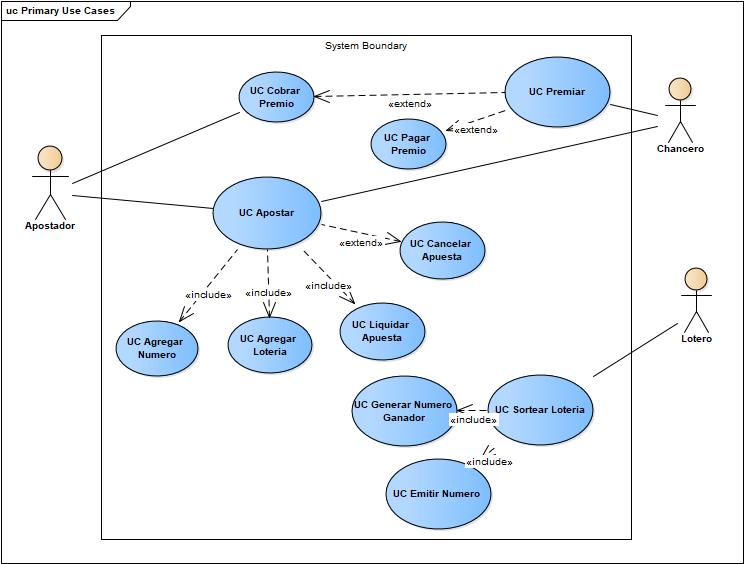 uc Primary Use Cases
System Boundary
UC Cobrar
Premio
UC Premiar
«extend»
«extend»
UC Pagar
Premio
Chancero
Apostador
UC Apostar
«extend»
UC Cancelar
Apuesta
«include»
«include»
«include»
UC Agregar
Numero
UC Agregar
Loteria
UC Liquidar
Apuesta
Lotero
UC Generar Numero
Ganador
UC Sortear Loteria
«include»
«include»
UC Emitir Numero